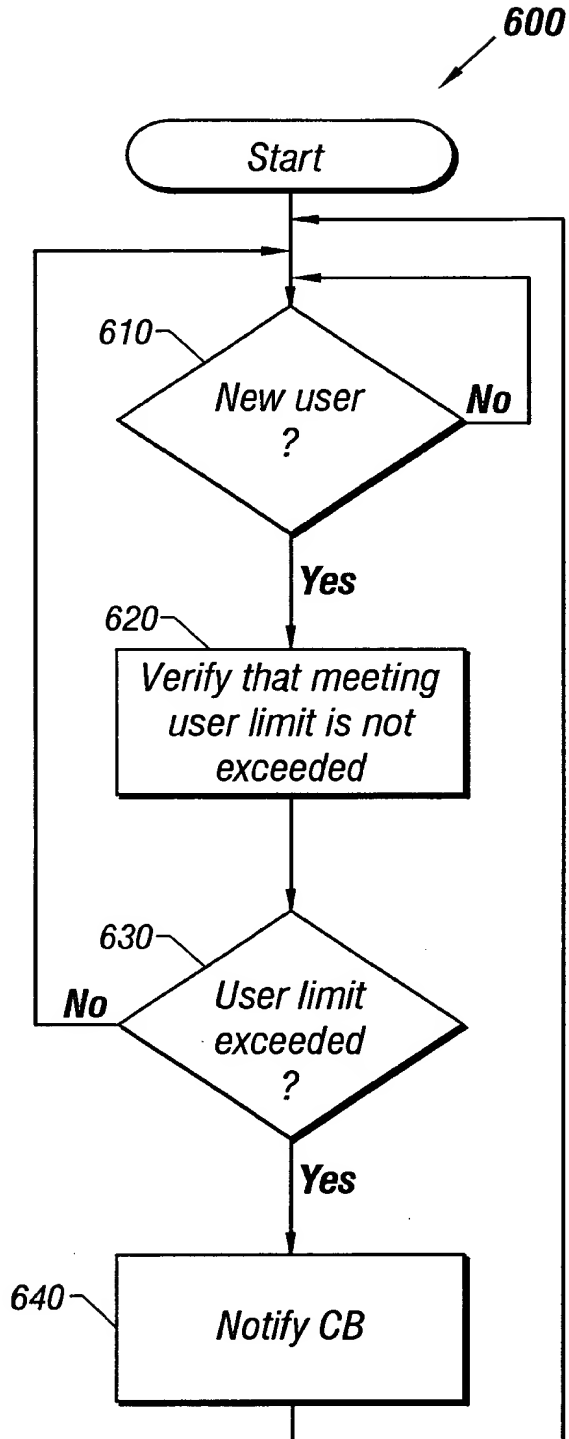 600
Start
610
New user
?
No
Yes
620
Verify that meeting
user limit is not
exceeded
630
No
User limit
exceeded
?
Yes
640
Notify CB